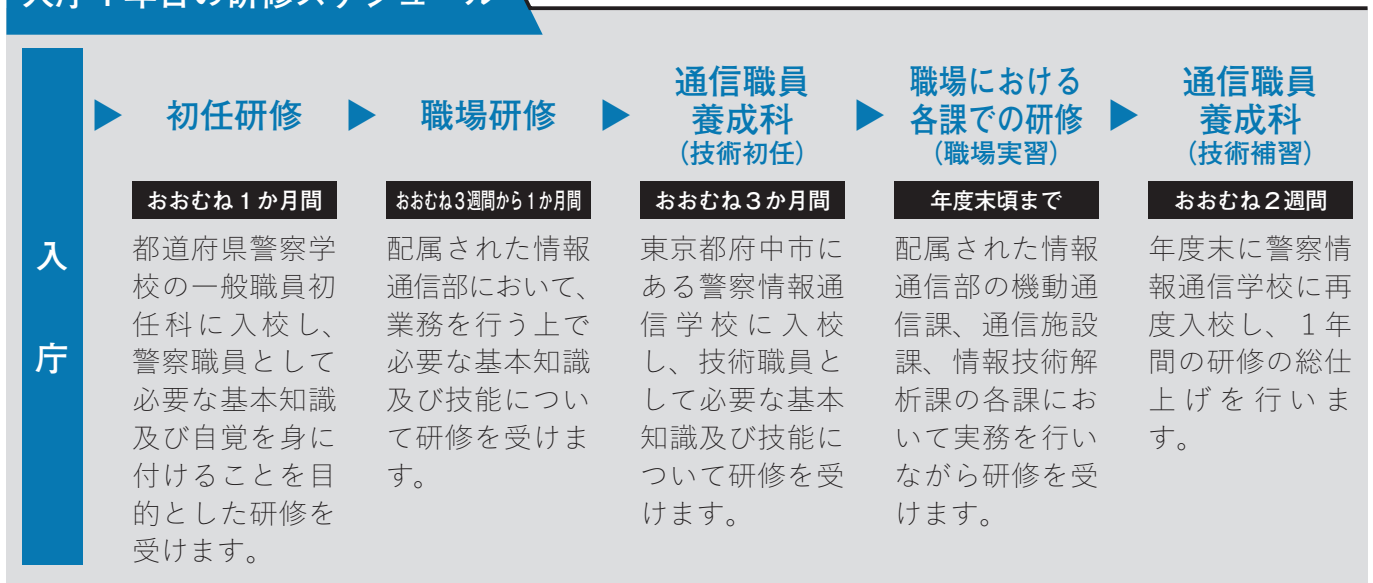 入庁1年目の研修スケジュール
入庁
初任研修
おおむね1か月間
都道府県警察学
校の一般職員初
任科に入校し、
警察職員として
必要な基本知識
及び自覚を身に
付けることを目
的とした研修を
受けます。
職場研修
おおむね3週間から1か月間
配属された情報
通信部において、
業務を行う上で
必要な基本知識
及び技能につい
て研修を受けま
す。
通信職員
養成科
(技術初任)
おおむね3か月間
東京都府中市に
ある警察情報通
信学校に入校
し、技術職員と
して必要な基本
知識及び技能に
ついて研修を受
けます。
職場における
各課での研修
(職場実習)
年度末頃まで
配属された情報
通信部の機動通
信課、通信施設
課、情報技術解
析課の各課にお
いて実務を行い
ながら研修を受
けます。
通信職員
養成科
(技術補習)
おおむね2週間
年度末に警察情
報通信学校に再
度入校し、1年
間の研修の総仕
上げを行いま
す。